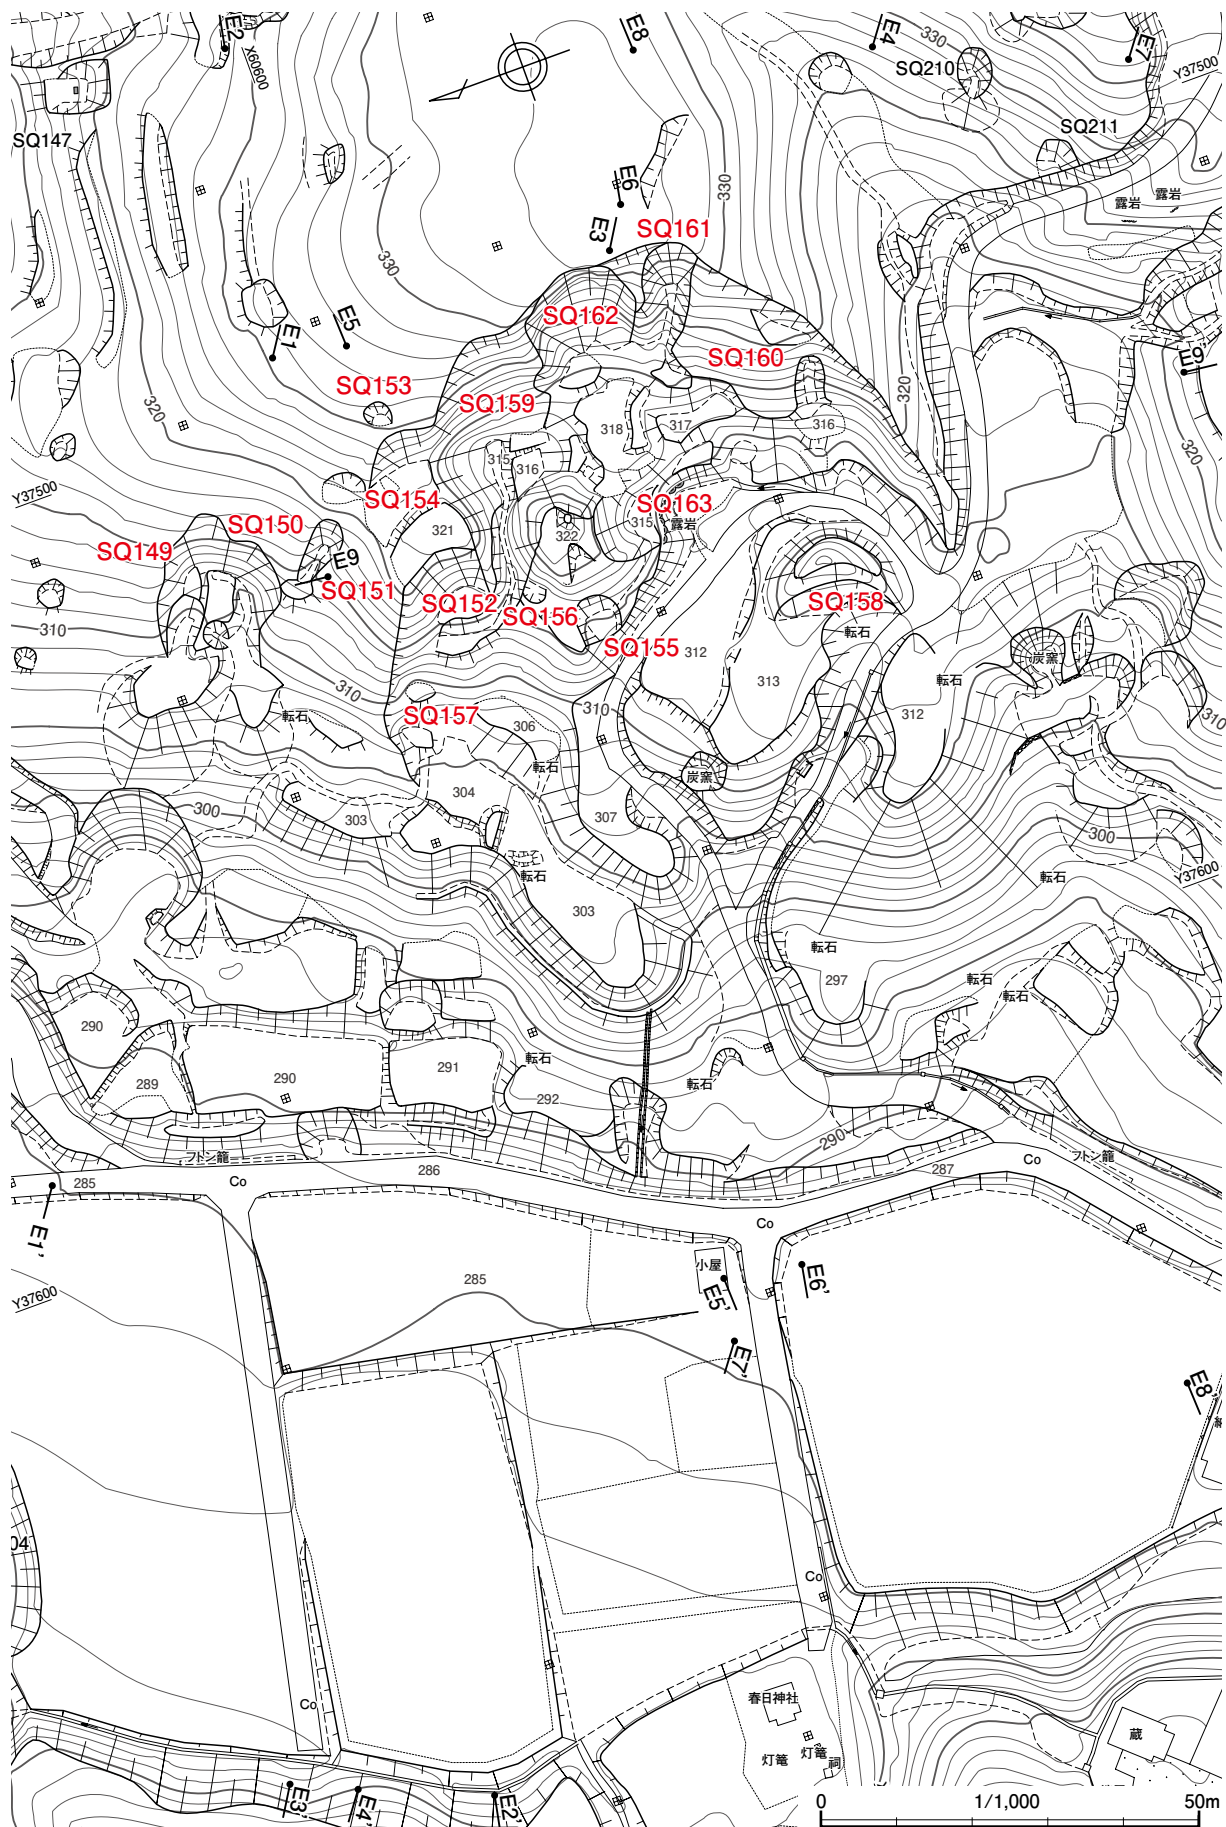 E2
X60600
E8
E4
330
SQ210
E7
Y37500
SQ147
SQ211
E6
330
露岩
露岩
E3
SQ161
330
SQ162
E5
E1
SQ160
E9'
SQ153
SQ159
320
320
320
318
317
316
315
316
Y37500
SQ154
SQ163
SQ150
321
322
315
露岩
SQ149
E9
SQ151
SQ152
SQ158
SQ156
310
転石
SQ155
312
炭窯
313
転石
310
SQ157
310
312
310
転石
306
転石
炭窯
304
307
300
303
300
転石
Y37600
転石
303
転石
297
転石
転石
290
転石
291
289
290
292
転石
290
フトン籠
286
287
Co
フトン籠
285
Co
Co
E1'
小屋
E6'
285
E5'
Y37600
E7'
E8'
04
Co
春日神社
Co
灯篭
灯篭
祠
蔵
E3'
E4'
E2'
0
1/1,000
50m